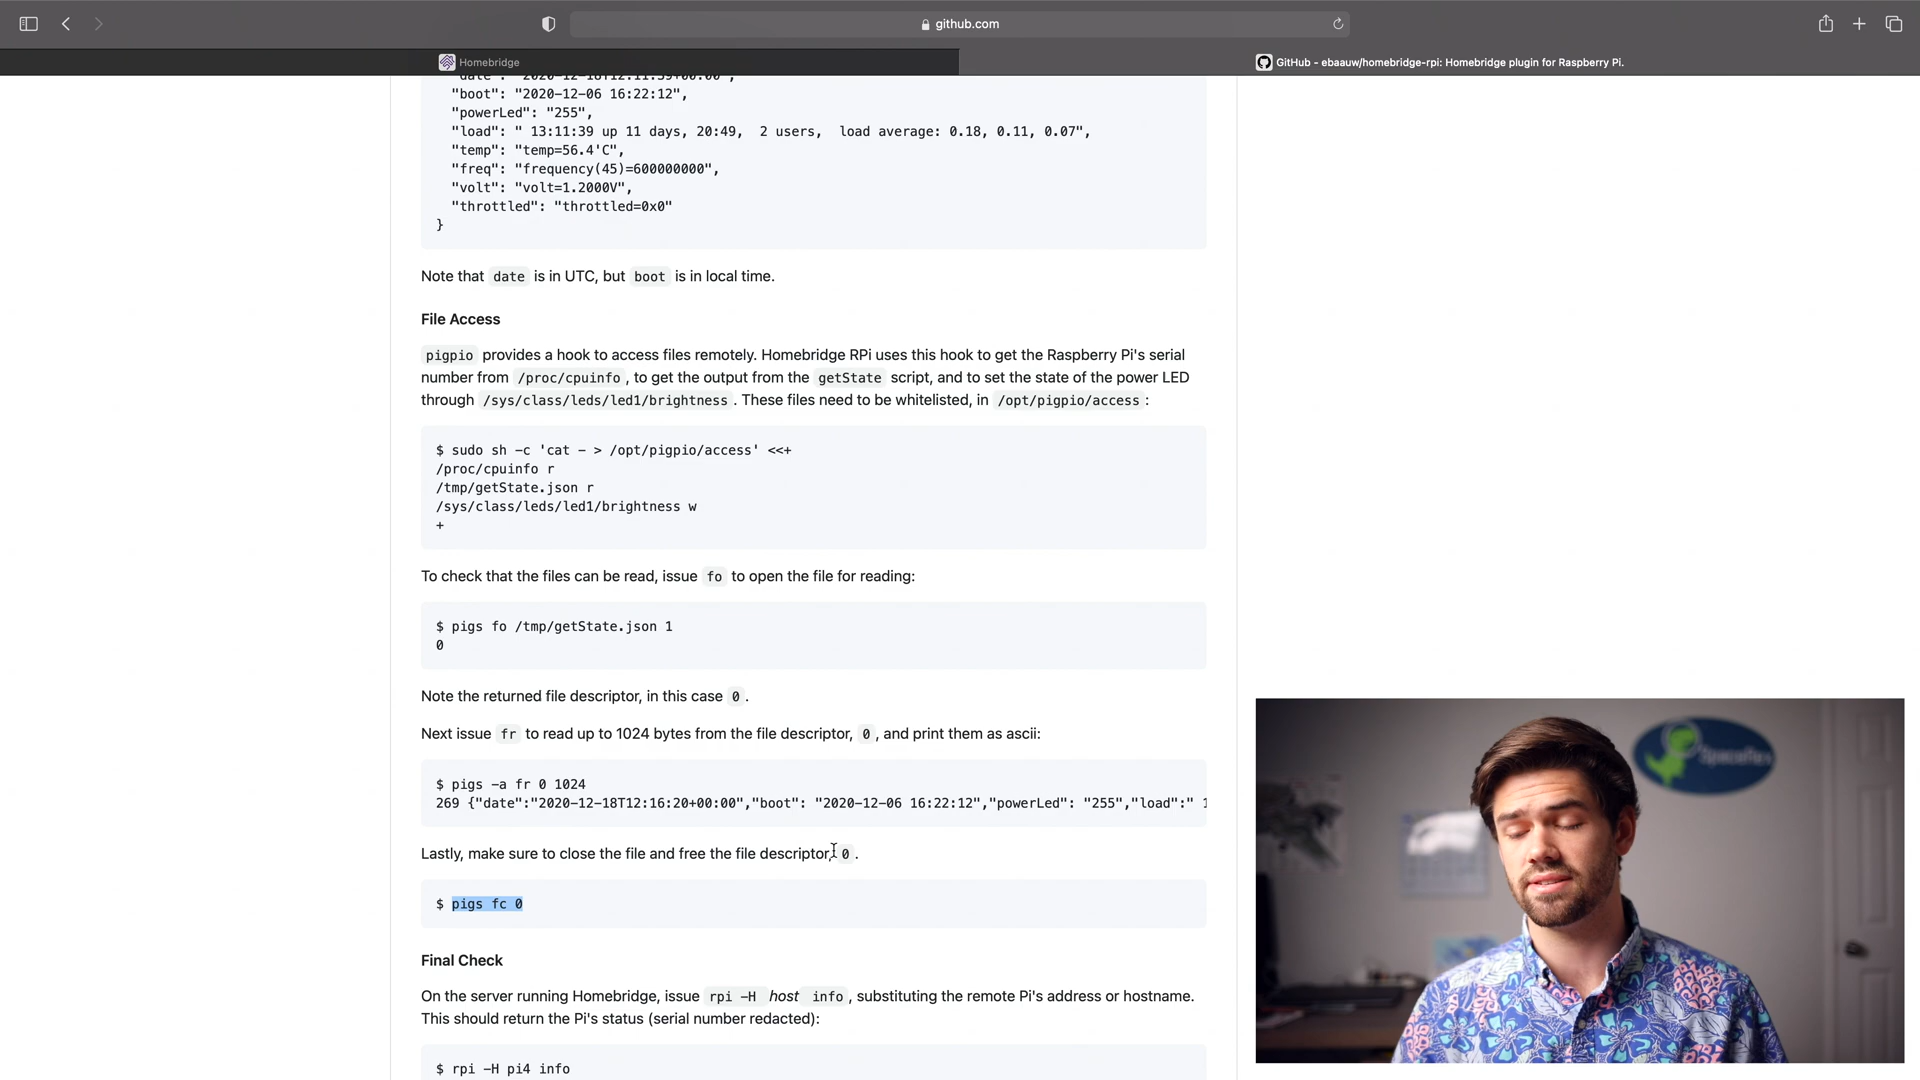 github.com
Homebridge
GitHub - ebaauw/homebridge-rpi: Homebridge plugin for Raspberry Pi.
"date": "2020-12-18T12:11:39+00:00",
"boot": "2020-12-06 16:22:12",
"powerLed": "255",
"load": " 13:11:39 up 11 days, 20:49,  2 users,  load average: 0.18, 0.11, 0.07",
"temp": "temp=56.4'C",
"freq": "frequency(45)=600000000",
"volt": "volt=1.2000V",
"throttled": "throttled=0x0"
}
Note that date is in UTC, but boot is in local time.
File Access
pigpio provides a hook to access files remotely. Homebridge RPi uses this hook to get the Raspberry Pi's serial
number from /proc/cpuinfo , to get the output from the getState script, and to set the state of the power LED
through /sys/class/leds/led1/brightness . These files need to be whitelisted, in /opt/pigpio/access :
$ sudo sh -c 'cat - > /opt/pigpio/access' <<+
/proc/cpuinfo r
/tmp/getState.json r
/sys/class/leds/led1/brightness w
+
To check that the files can be read, issue fo to open the file for reading:
$ pigs fo /tmp/getState.json 1
0
Note the returned file descriptor, in this case 0 .
Next issue fr to read up to 1024 bytes from the file descriptor, 0 , and print them as ascii:
$ pigs -a fr 0 1024
269 {"date":"2020-12-18T12:16:20+00:00","boot": "2020-12-06 16:22:12","powerLed": "255","load":" 1
Lastly, make sure to close the file and free the file descriptor, 0 .
$ pigs fc 0
Final Check
On the server running Homebridge, issue rpi -H host info , substituting the remote Pi's address or hostname.
This should return the Pi's status (serial number redacted):
$ rpi -H pi4 info
SpaceRex